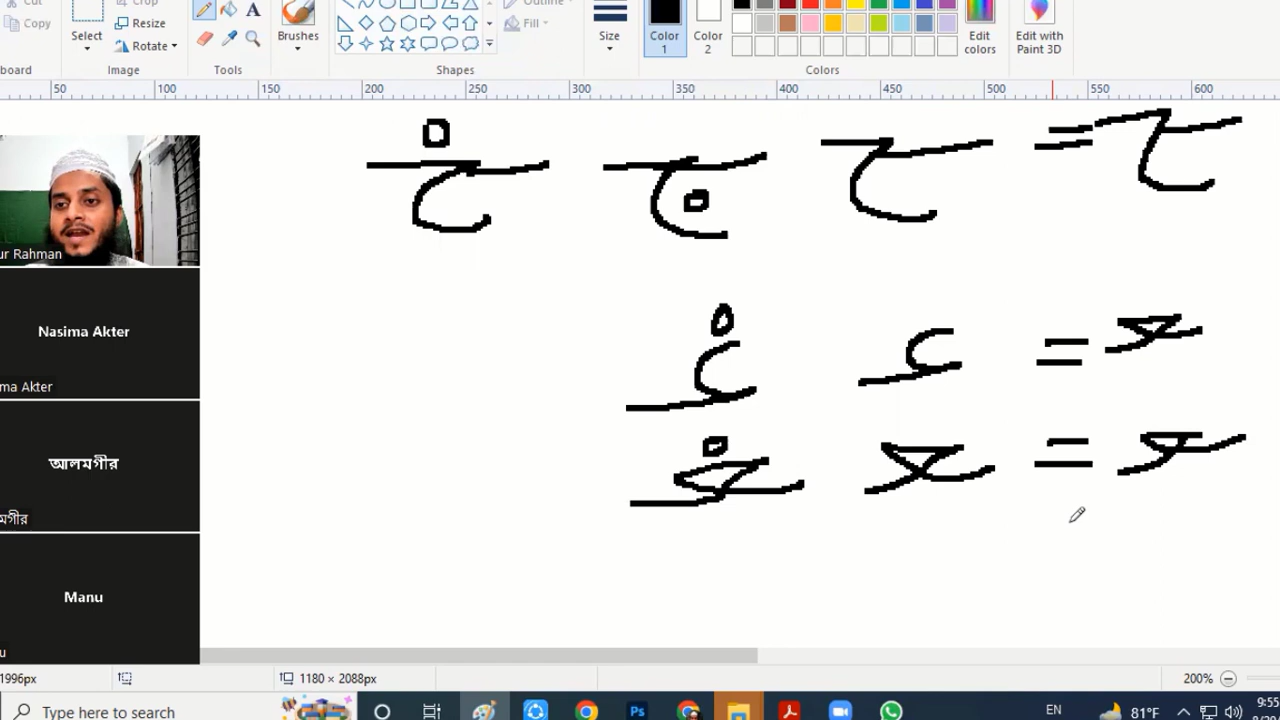 Cut
Crop
Outline
board
Select
Resize
Rotate
Image
A
Tools
Brushes
Fill
Shapes
Size
Color 1
Color 2
Edit colors
Edit with Paint 3D
Colors
50 100 150 200 250 300 350 400 450 500 550 600
خ ج ح = ح
غ ع = ع
غ ع = ع
ur Rahman
Nasima Akter
ma Akter
আলমগীর
মগীর
Manu
u
1996px
1180 × 2088px
200%
Type here to search
Ps
81°F
EN
9:55